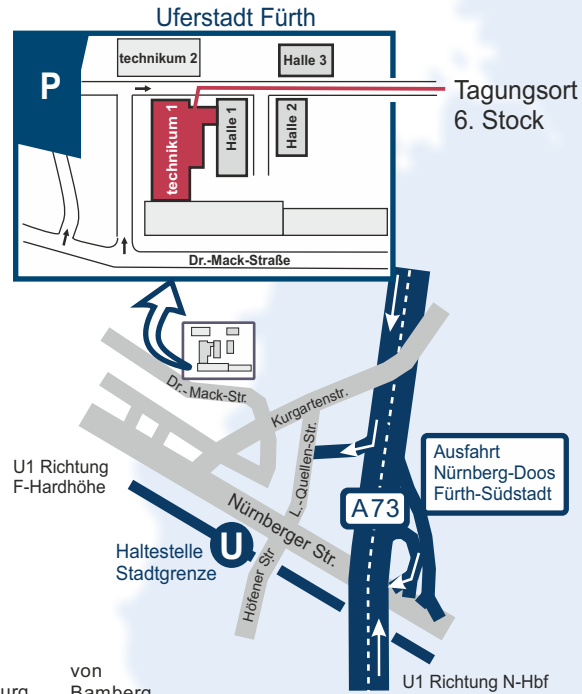 Uferstadt Fürth
P
technikum 2
Halle 3
technikum 1
Halle 1
Halle 2
Tagungsort
6. Stock
Dr.-Mack-Straße
Dr.-Mack-Str.
Kurgartenstr.
L.-Quellen-Str.
Ausfahrt
Nürnberg-Doos
Fürth-Südstadt
A73
U1 Richtung
F-Hardhöhe
Nürnberger Str.
U
Haltestelle
Stadtgrenze
Höfener Str
U1 Richtung N-Hbf
von
Bamberg